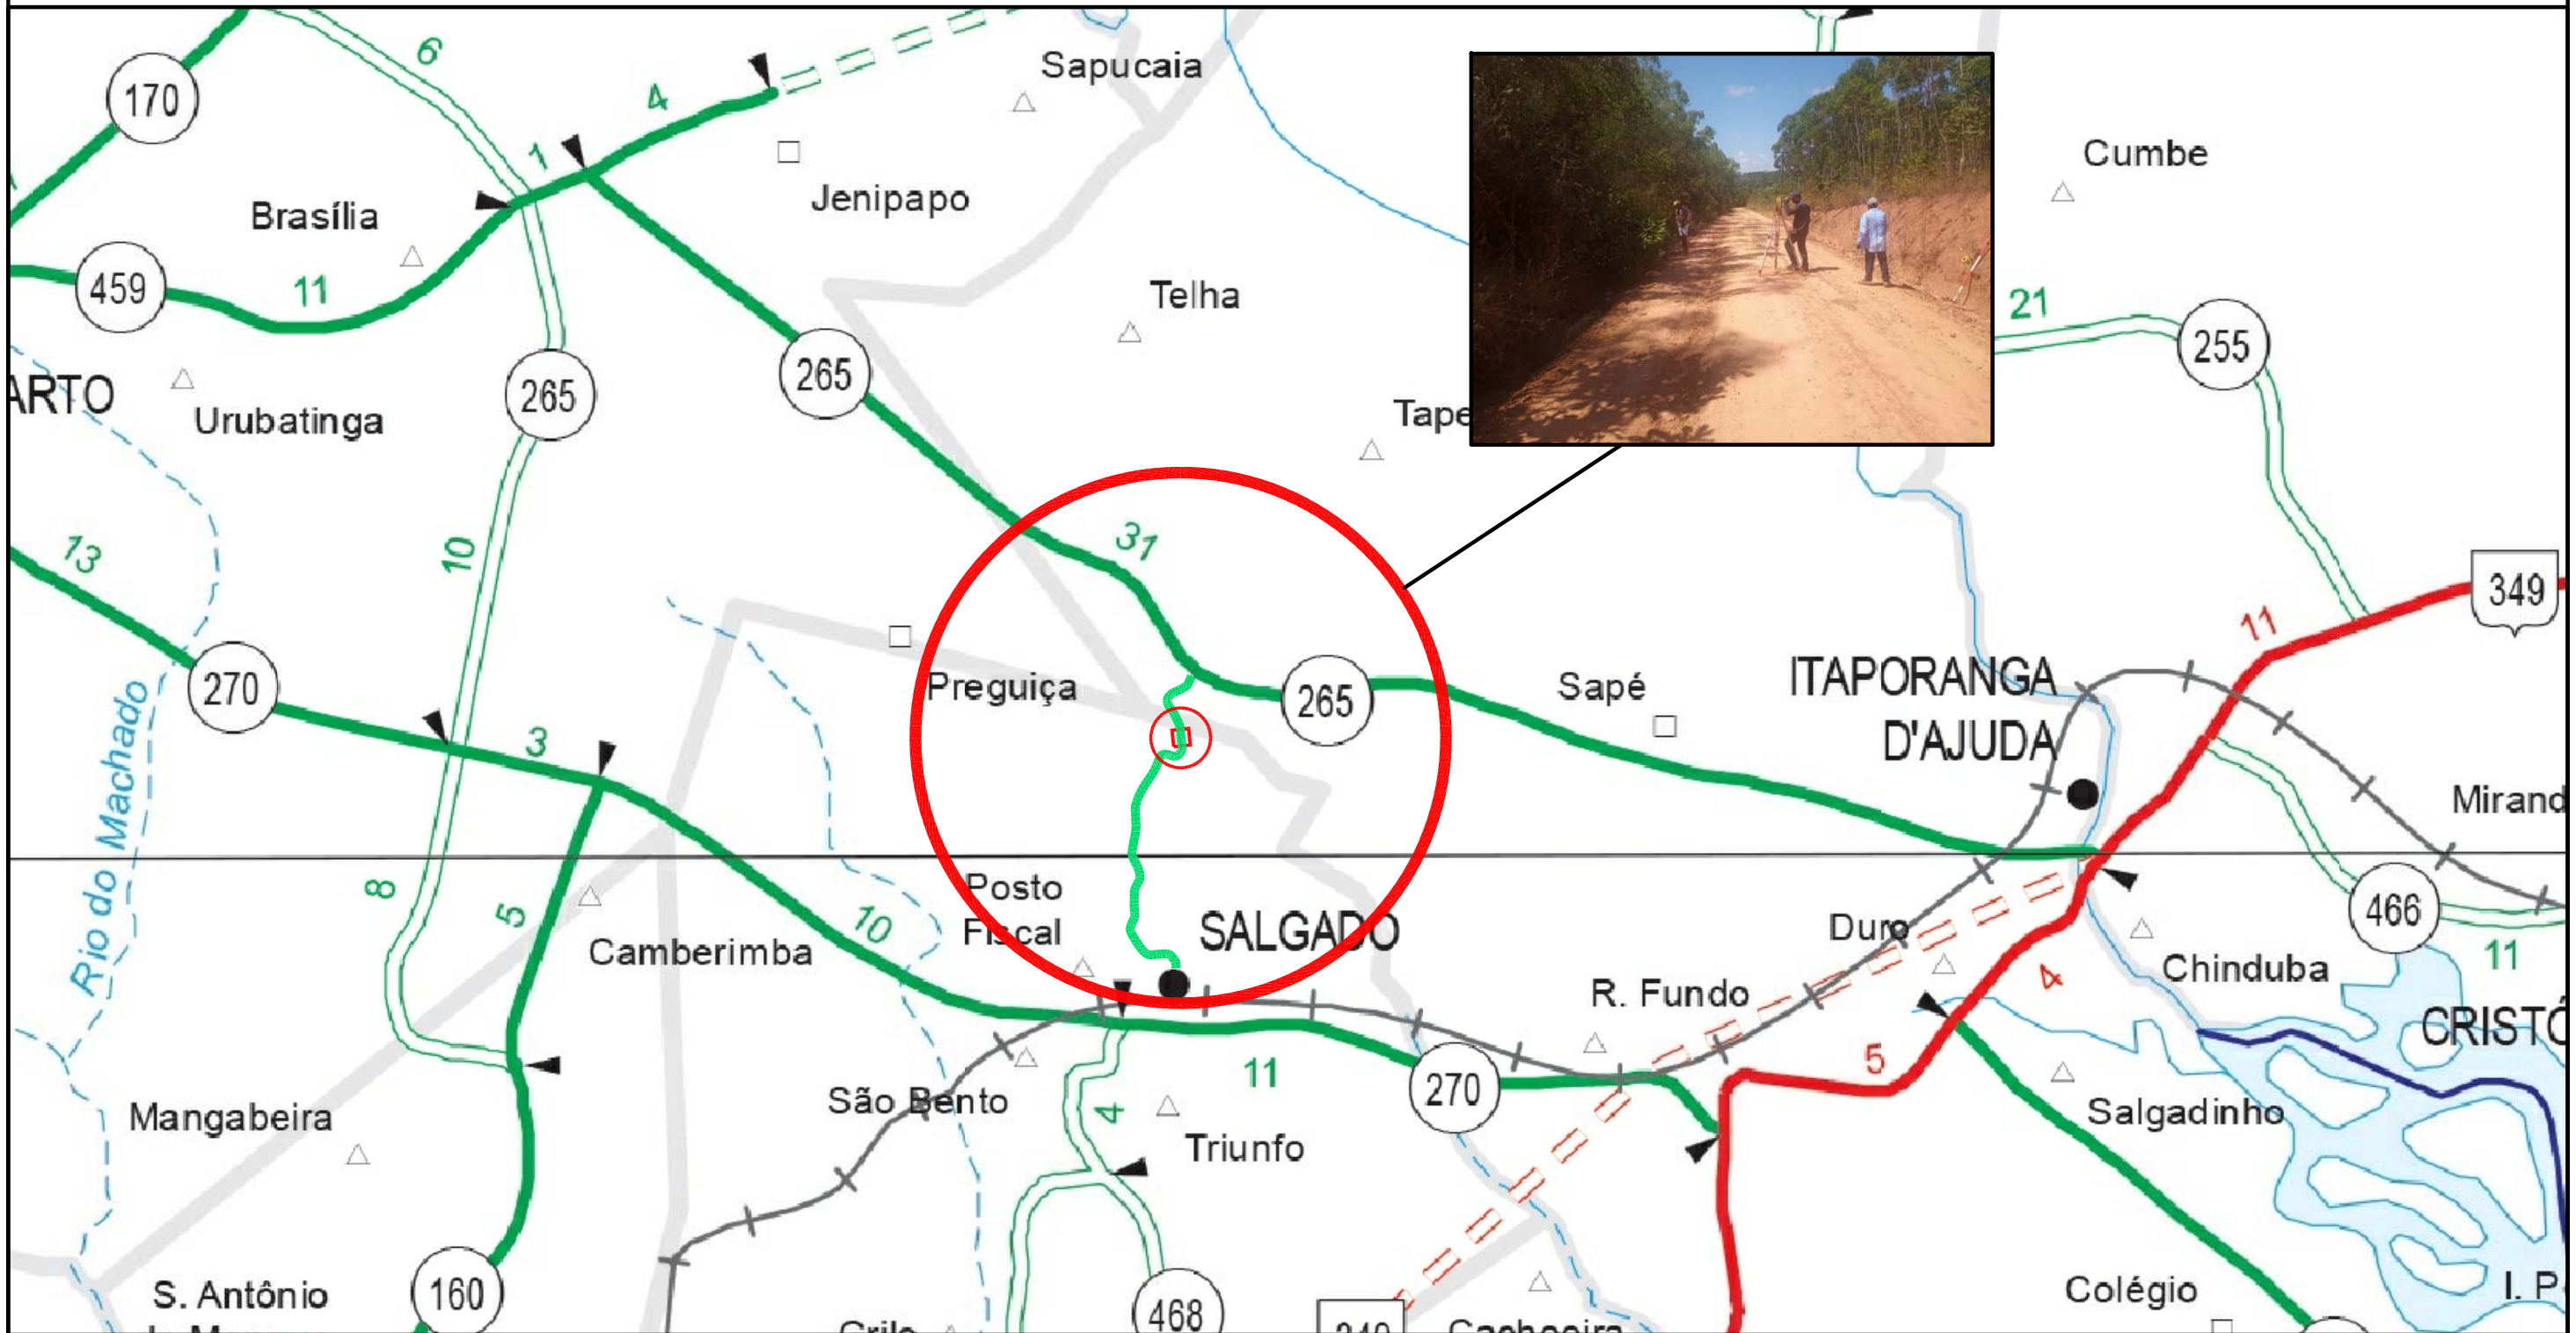 6
170
4
Sapucaia
1
Jenipapo
Cumbe
Brasília
459
11
Telha
21
255
265
265
ARTO
Urubatinga
Tape
31
13
10
349
11
270
Preguiça
265
Sapé
ITAPORANGA
D'AJUDA
3
Rio do Machado
Mirand
8
5
10
Posto
Fiscal
SALGADO
Duro
466
11
Camberimba
R. Fundo
4
Chinduba
CRISTÓ
5
11
270
São Bento
4
Triunfo
Mangabeira
Salgadinho
S. Antônio
160
468
Colégio
I. P
Cachoeira